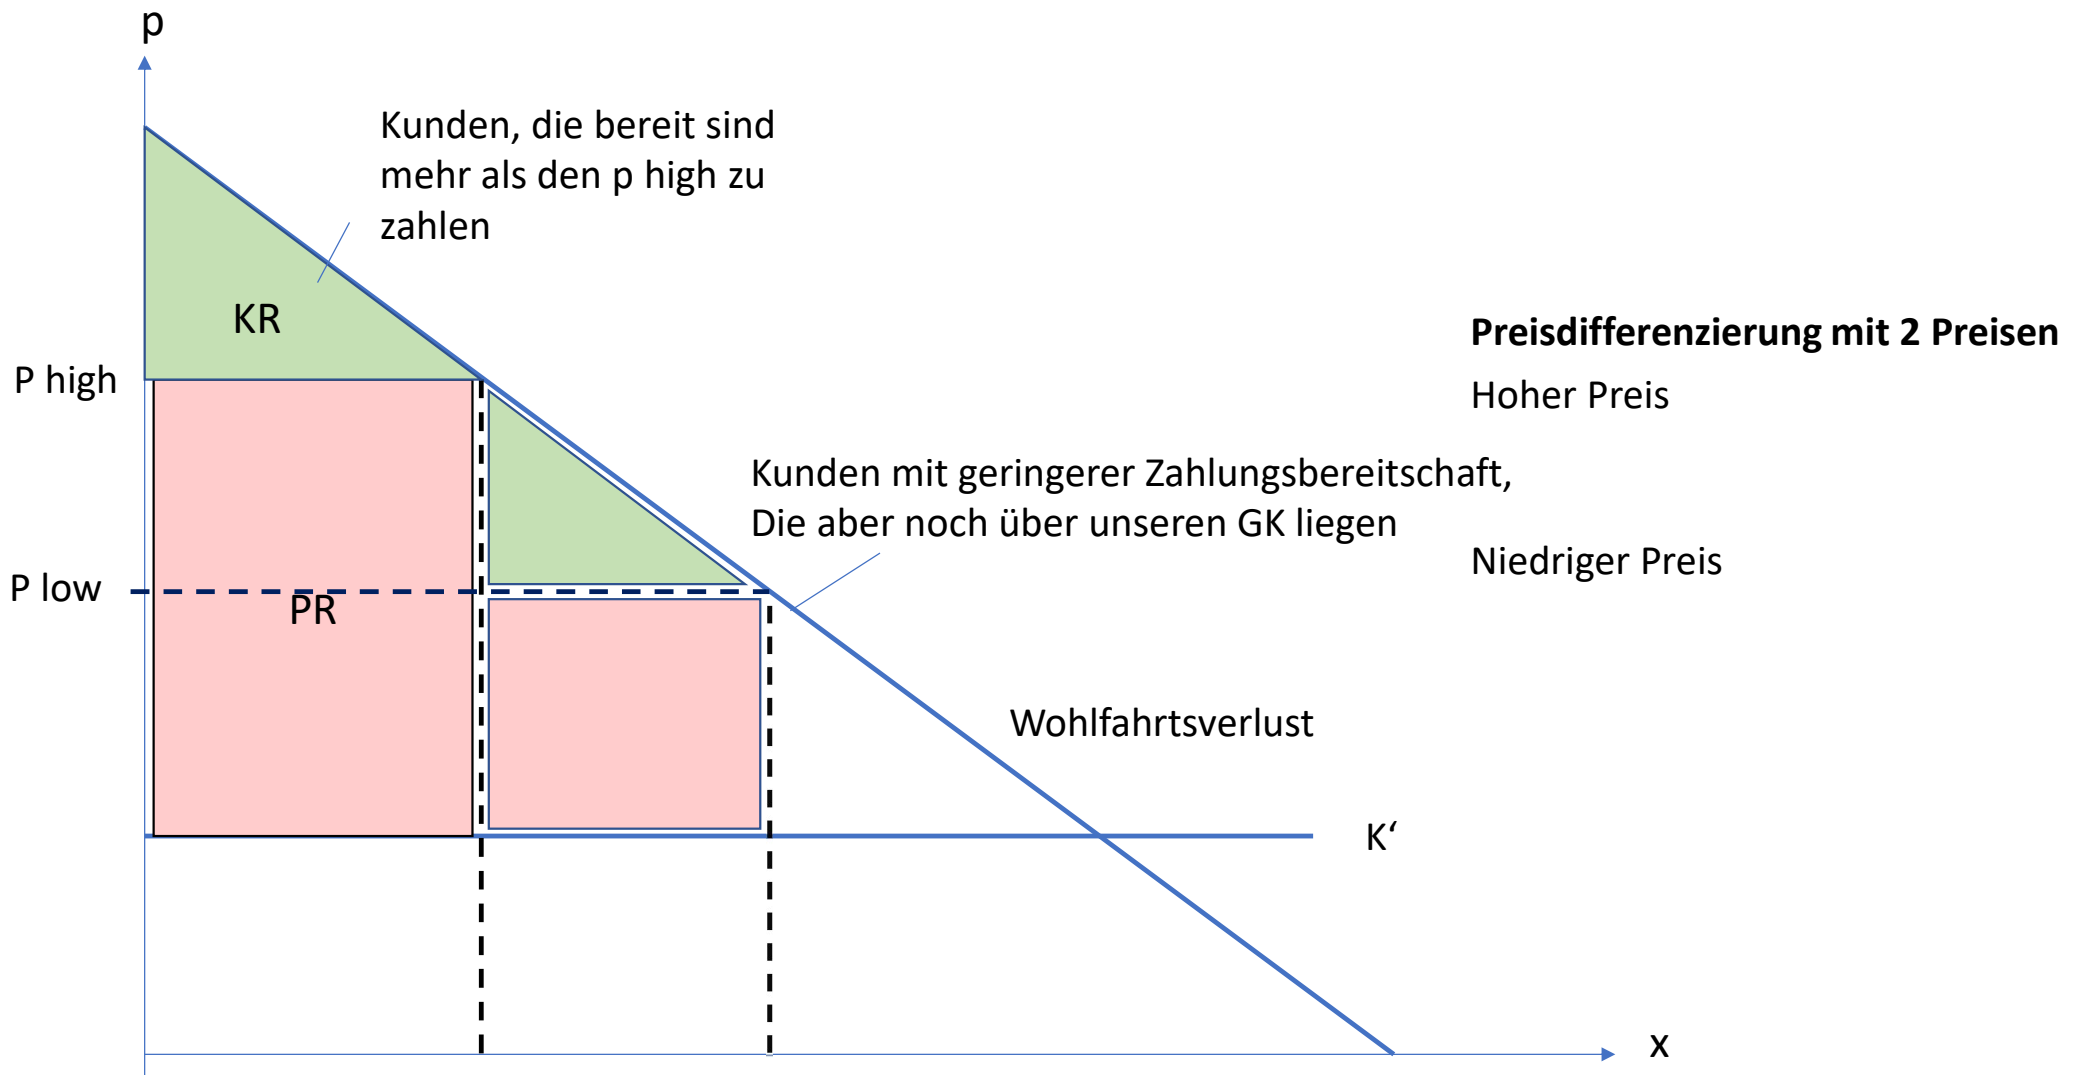 p
Kunden, die bereit sind
mehr als den p high zu
zahlen
KR
Preisdifferenzierung mit 2 Preisen
P high
Hoher Preis
Kunden mit geringerer Zahlungsbereitschaft,
Die aber noch über unseren GK liegen
Niedriger Preis
P low
PR
Wohlfahrtsverlust
K‘
x